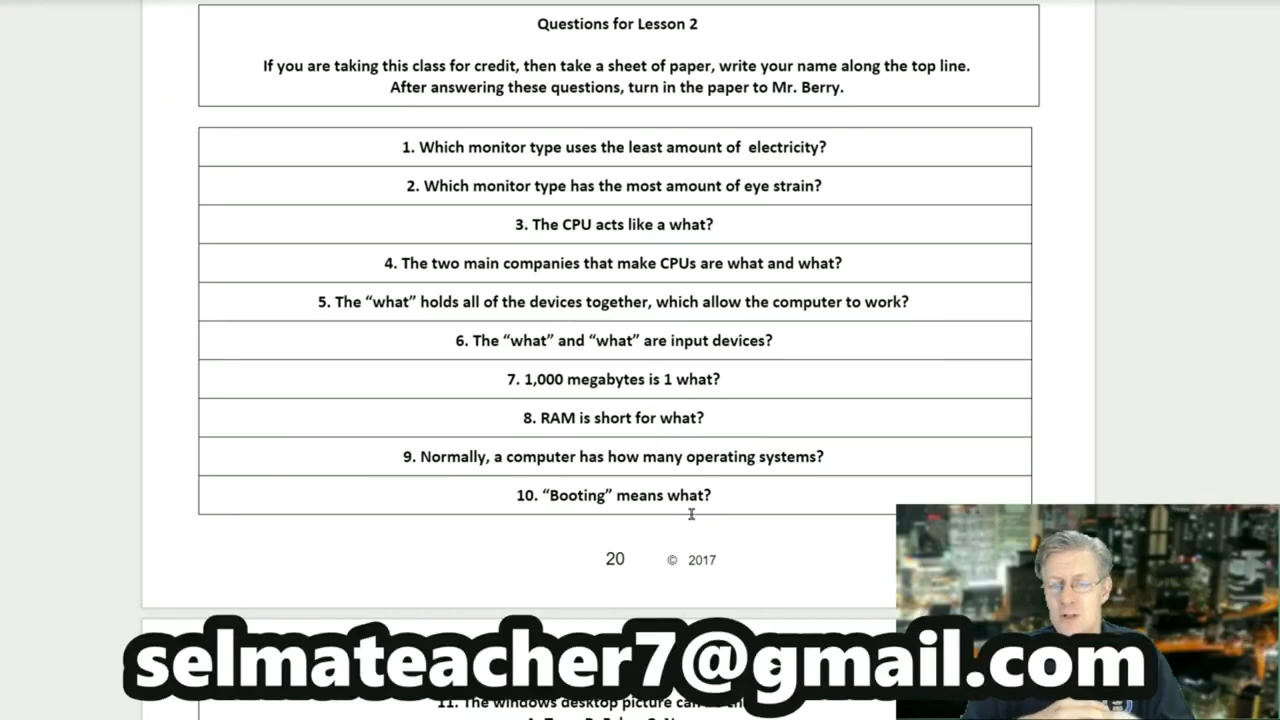 Questions for Lesson 2
If you are taking this class for credit, then take a sheet of paper, write your name along the top line.
After answering these questions, turn in the paper to Mr. Berry.
1. Which monitor type uses the least amount of electricity?
2. Which monitor type has the most amount of eye strain?
3. The CPU acts like a what?
4. The two main companies that make CPUs are what and what?
5. The “what” holds all of the devices together, which allow the computer to work?
6. The “what” and “what” are input devices?
7. 1,000 megabytes is 1 what?
8. RAM is short for what?
9. Normally, a computer has how many operating systems?
10. “Booting” means what?
20 © 2017
selmateacher7@gmail.com
11. The windows desktop picture can